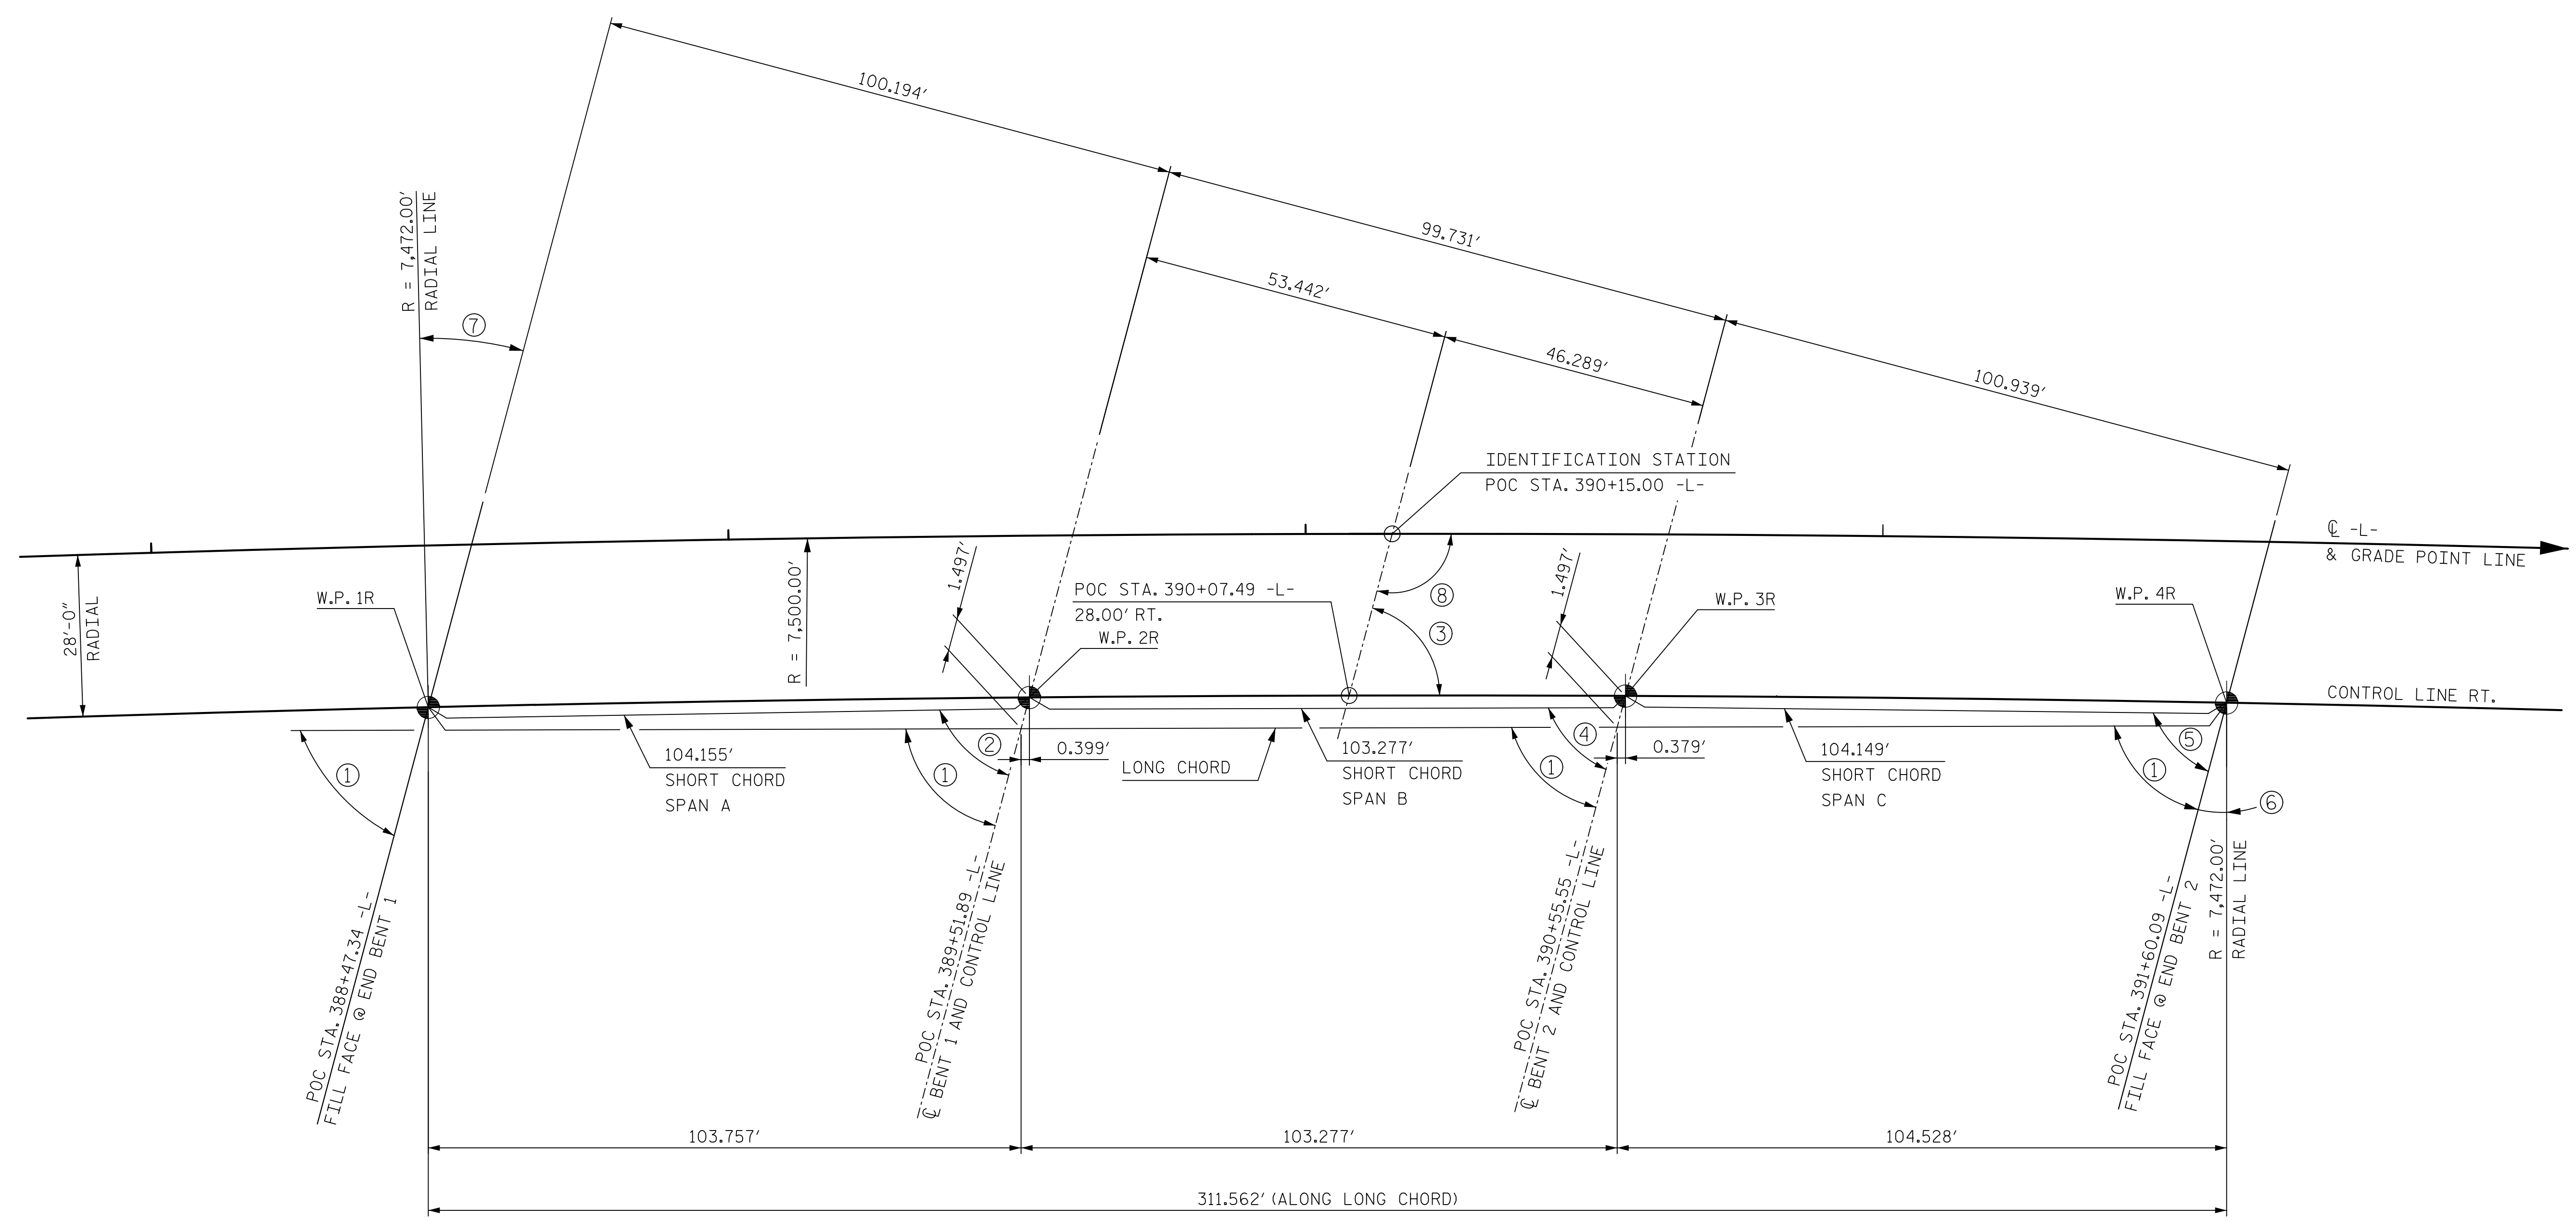 100.194'
99.731'
53.442'
46.289'
100.939'
R = 7,472.00'
RADIAL LINE
7
IDENTIFICATION STATION
POC STA. 390+15.00 -L-
℄ -L-
& GRADE POINT LINE
28'-0"
RADIAL
R = 7,500.00'
W.P. 1R
1.497'
POC STA. 390+07.49 -L-
28.00' RT.
W.P. 2R
8
3
1.497'
W.P. 3R
W.P. 4R
CONTROL LINE RT.
1
104.155'
SHORT CHORD
SPAN A
1
2
0.399'
LONG CHORD
103.277'
SHORT CHORD
SPAN B
1
4
0.379'
104.149'
SHORT CHORD
SPAN C
1
5
6
POC STA. 388+47.34 -L-
FILL FACE @ END BENT 1
POC STA. 389+51.89 -L-
℄ BENT 1 AND CONTROL LINE
POC STA. 390+55.55 -L-
℄ BENT 2 AND CONTROL LINE
POC STA. 391+60.09 -L-
FILL FACE @ END BENT 2
R = 7,472.00'
RADIAL LINE
103.757'
103.277'
104.528'
311.562' (ALONG LONG CHORD)